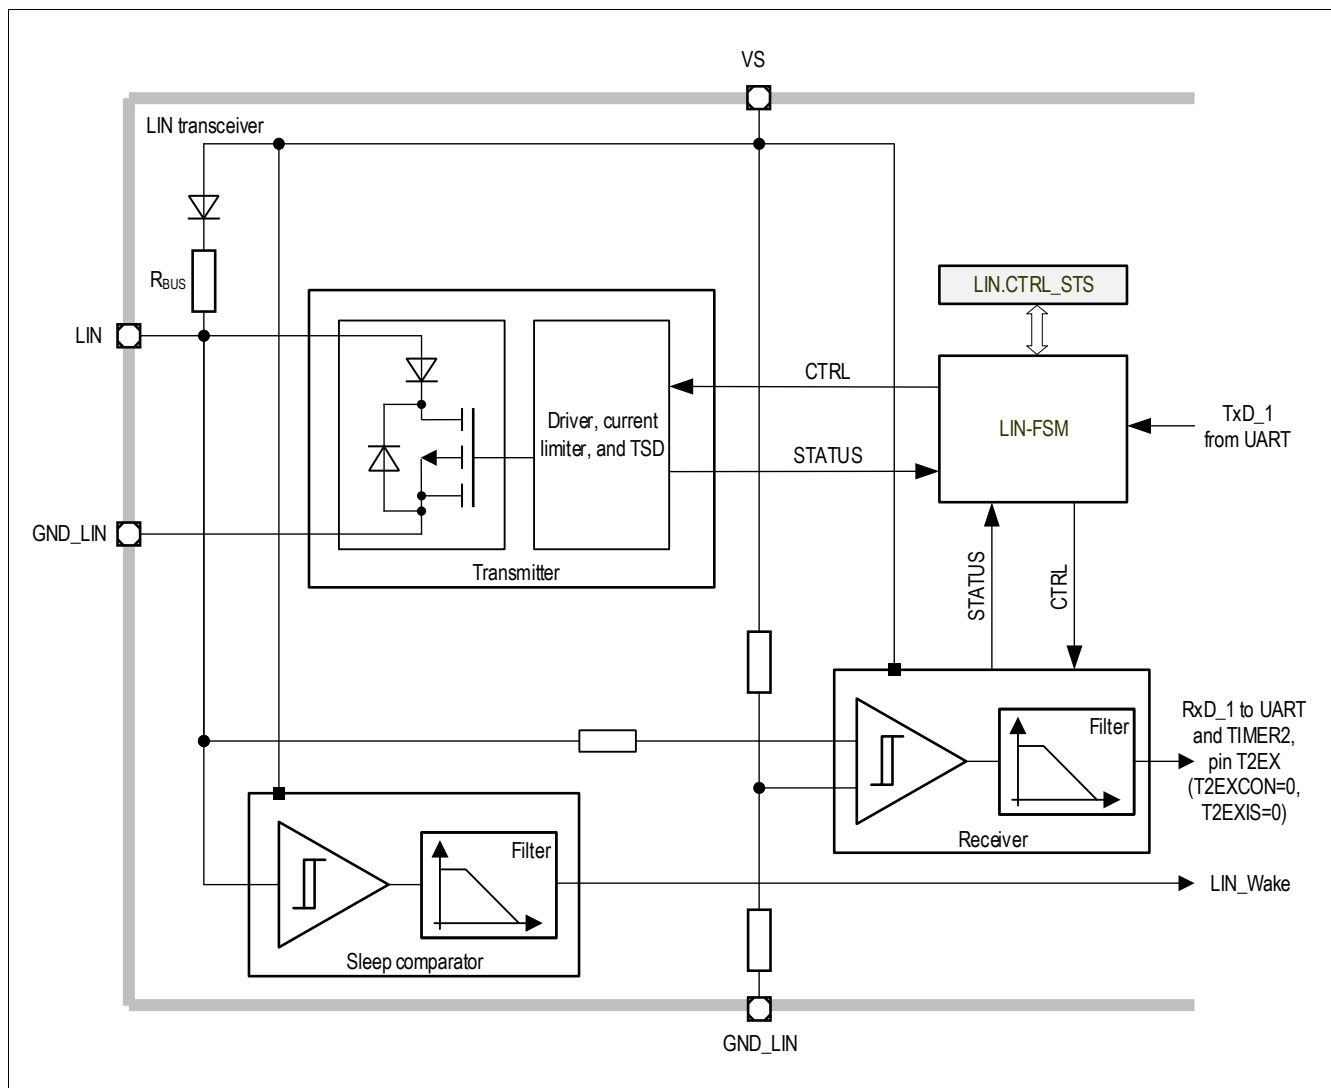 VS
LIN transceiver
R_BUS
LIN
GND_LIN
Driver, current
limiter, and TSD
Transmitter
CTRL
STATUS
LIN.CTRL_STS
LIN-FSM
TxD_1
from UART
STATUS
CTRL
Filter
Receiver
RxD_1 to UART
and TIMER2,
pin T2EX
(T2EXCON=0,
T2EXIS=0)
Filter
Sleep comparator
LIN_Wake
GND_LIN